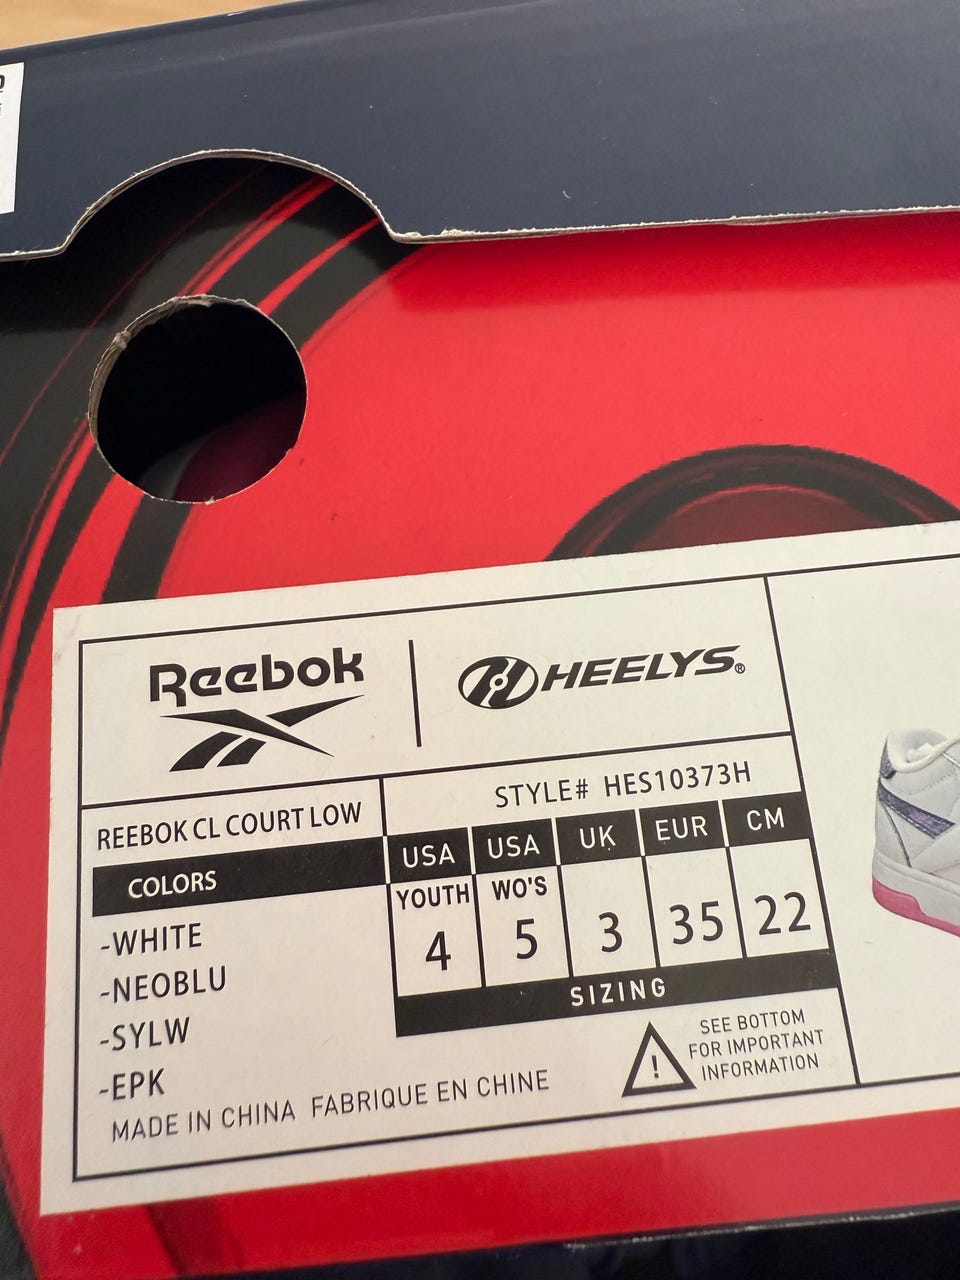 Reebok
HEELYS®
REEBOK CL COURT LOW
STYLE# HES10373H
COLORS
-WHITE
-NEOBLU
-SYLW
-EPK
USA USA UK EUR CM
YOUTH WO'S
4 5 3 35 22
SIZING
SEE BOTTOM
FOR IMPORTANT
INFORMATION
!
MADE IN CHINA FABRIQUE EN CHINE